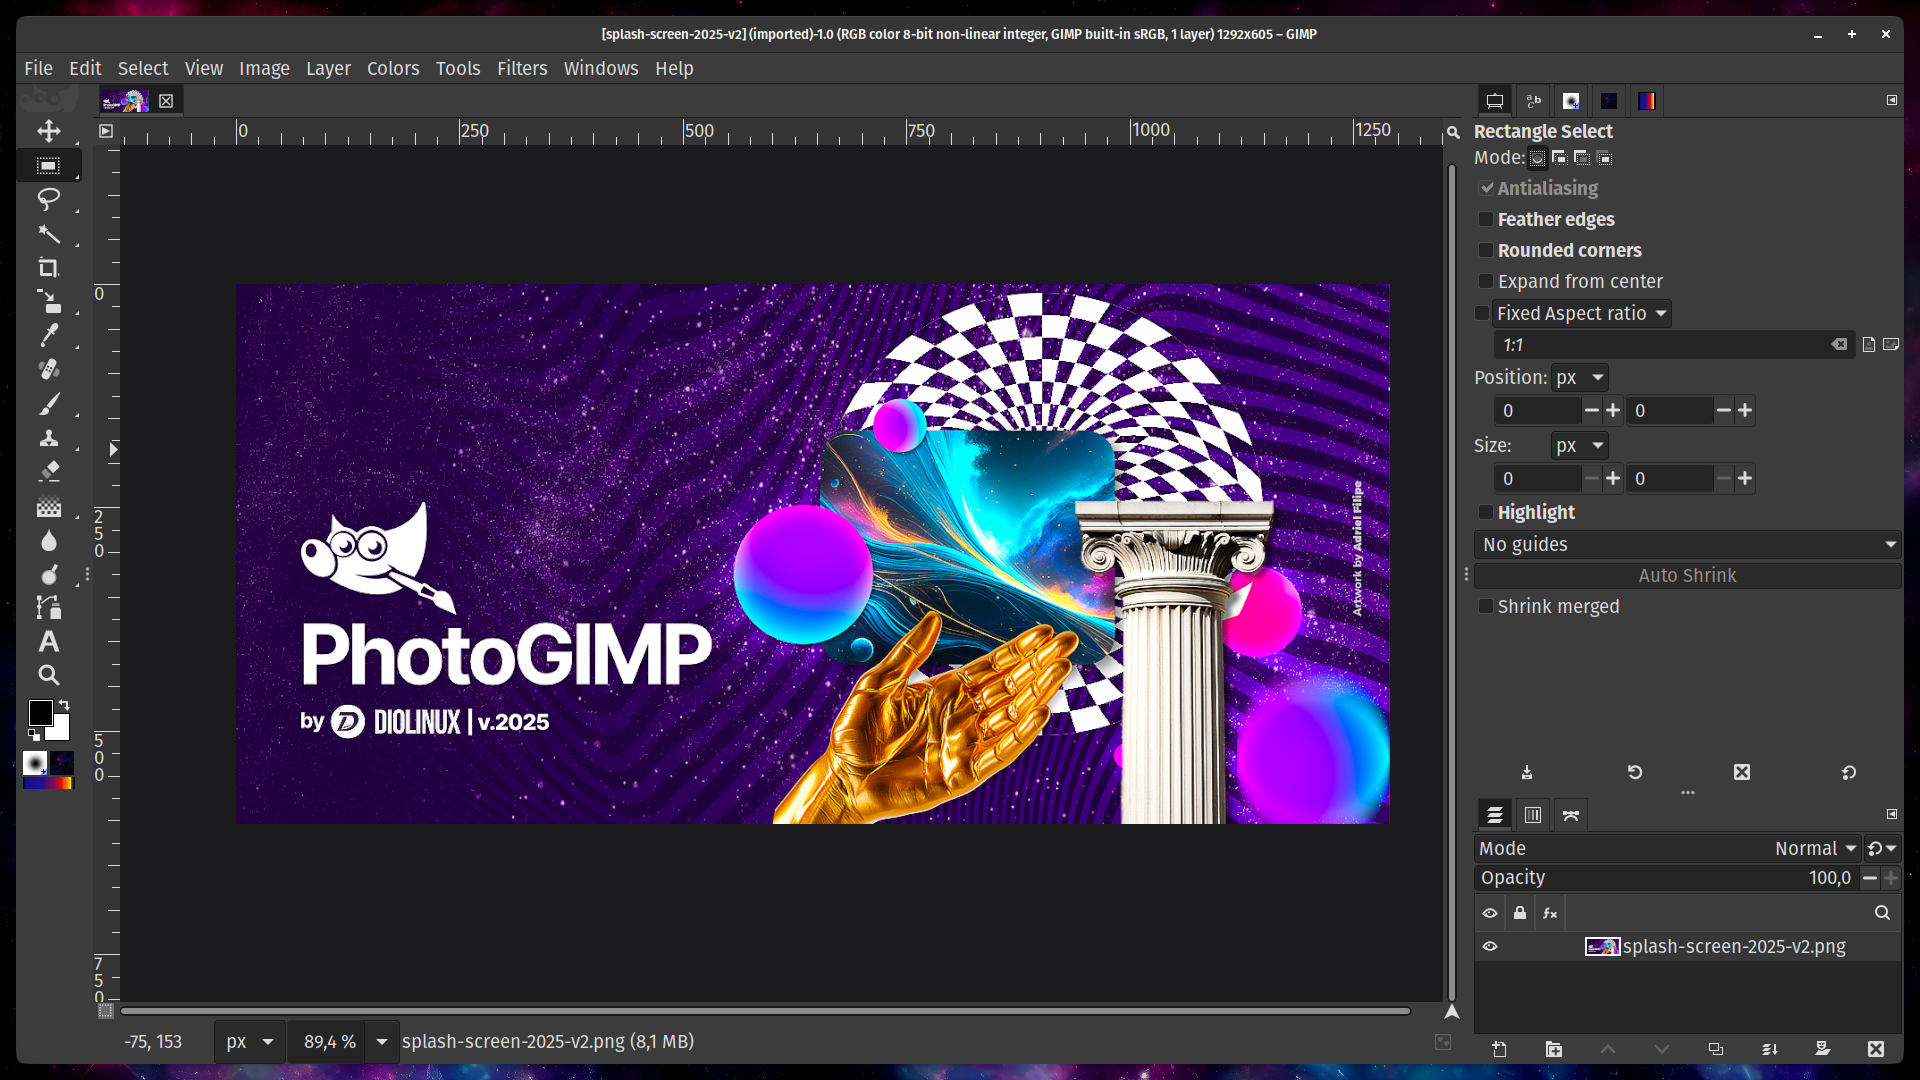 [splash-screen-2025-v2] (imported)-1.0 (RGB color 8-bit non-linear integer, GIMP built-in sRGB, 1 layer) 1292x605 – GIMP
File Edit Select View Image Layer Colors Tools Filters Windows Help
0 250 500 750 1000 1250
0
250
500
750
PhotoGIMP
by DIOLINUX | v.2025
Artwork by Adriel Filipe
-75, 153 px 89,4 % splash-screen-2025-v2.png (8,1 MB)
Rectangle Select
Mode:
Antialiasing
Feather edges
Rounded corners
Expand from center
Fixed Aspect ratio
1:1
Position: px
0 0
Size: px
0 0
Highlight
No guides
Auto Shrink
Shrink merged
Mode Normal
Opacity 100,0
fx
splash-screen-2025-v2.png